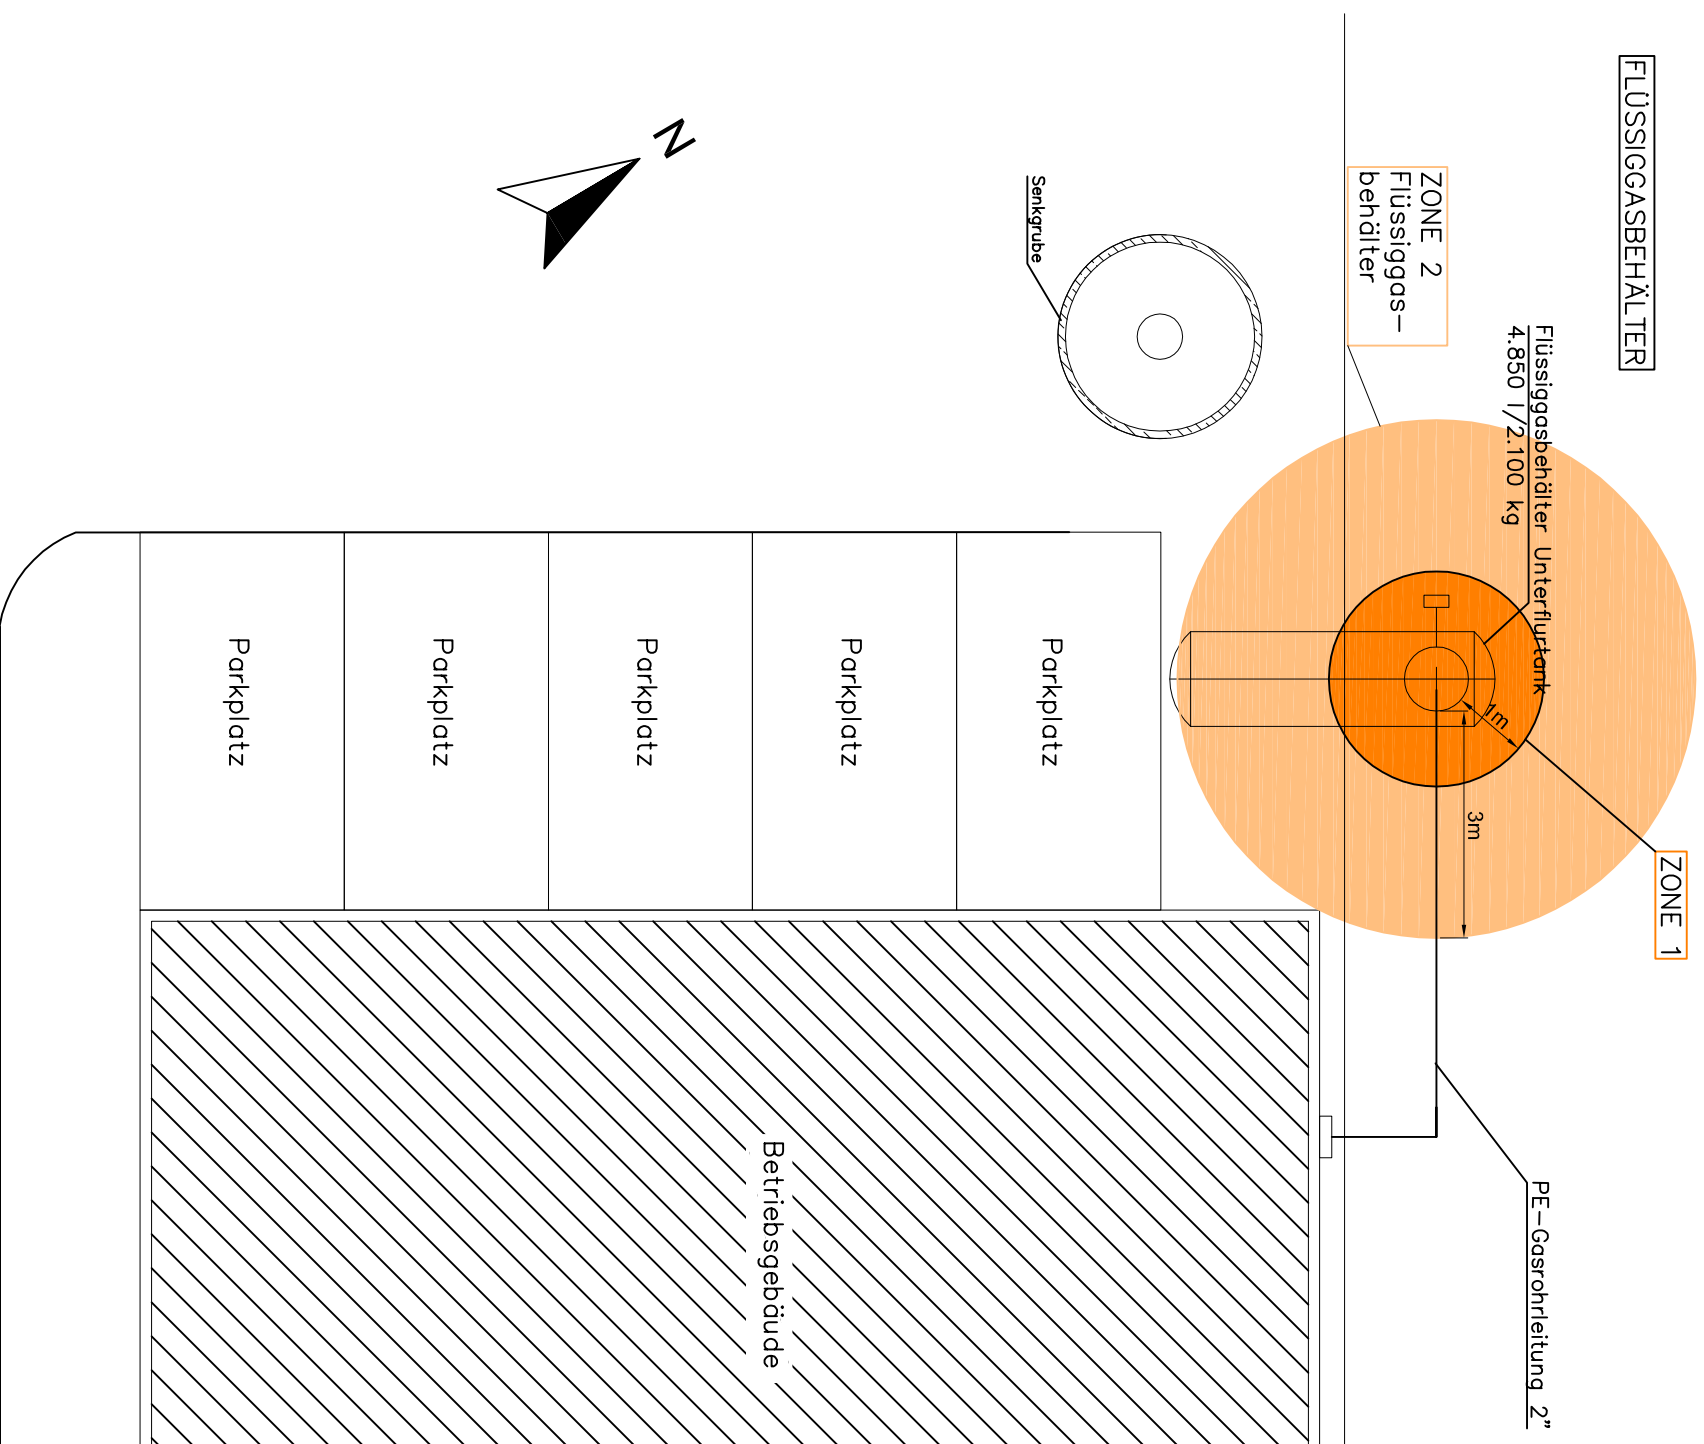 FLÜSSIGGASBEHÄLTER
Flüssiggasbehälter Unterflurtank
4.850 l/2.100 kg
ZONE 2
Flüssiggas-
behälter
ZONE 1
1m
3m
PE-Gasrohrleitung 2"
Senkgrube
N
Parkplatz
Parkplatz
Parkplatz
Parkplatz
Parkplatz
Betriebsgebäude